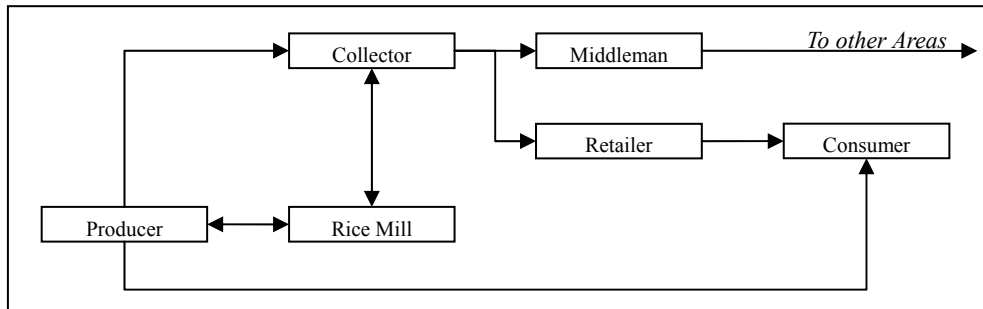 To other Areas
Collector
Middleman
Retailer
Consumer
Producer
Rice Mill